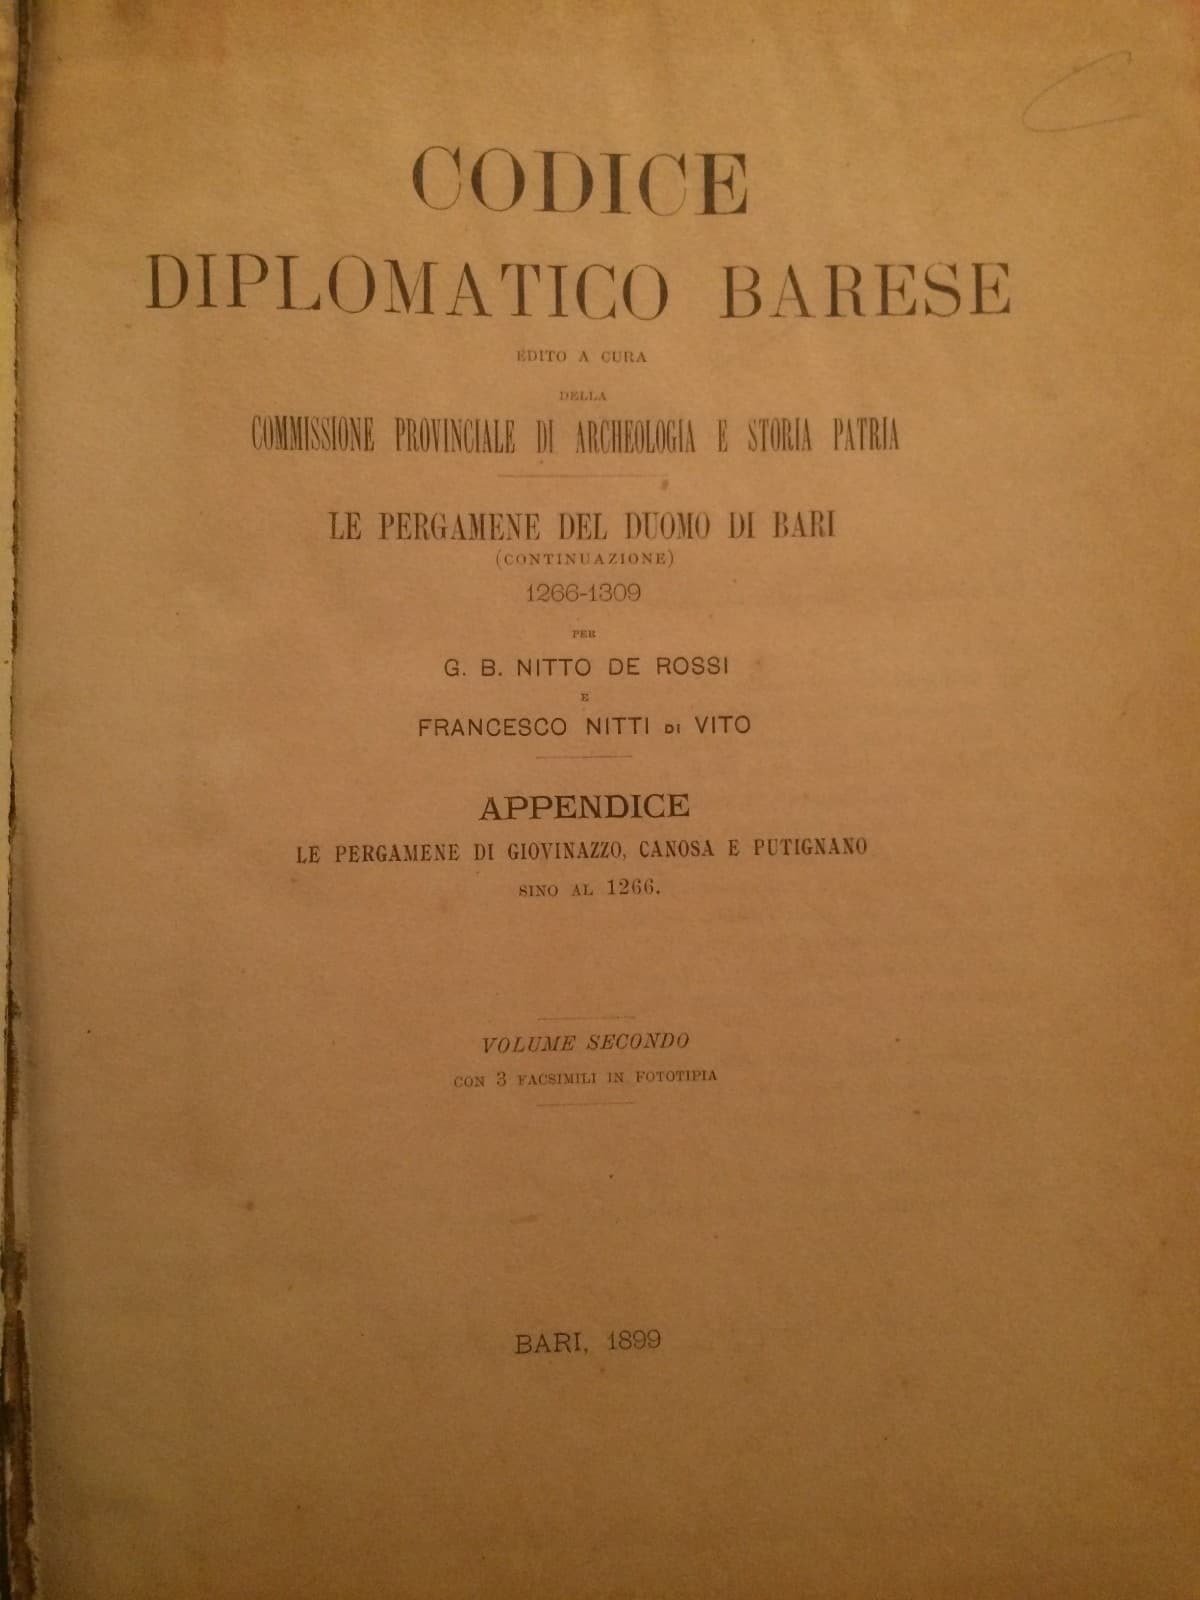 CODICE
DIPLOMATICO BARESE
EDITO A CURA
DELLA
COMMISSIONE PROVINCIALE DI ARCHEOLOGIA E STORIA PATRIA
LE PERGAMENE DEL DUOMO DI BARI
(CONTINUAZIONE)
1266-1309
PER
G. B. NITTO DE ROSSI
E
FRANCESCO NITTI DI VITO
APPENDICE
LE PERGAMENE DI GIOVINAZZO, CANOSA E PUTIGNANO
SINO AL 1266.
VOLUME SECONDO
CON 3 FACSIMILI IN FOTOTIPIA
BARI, 1899